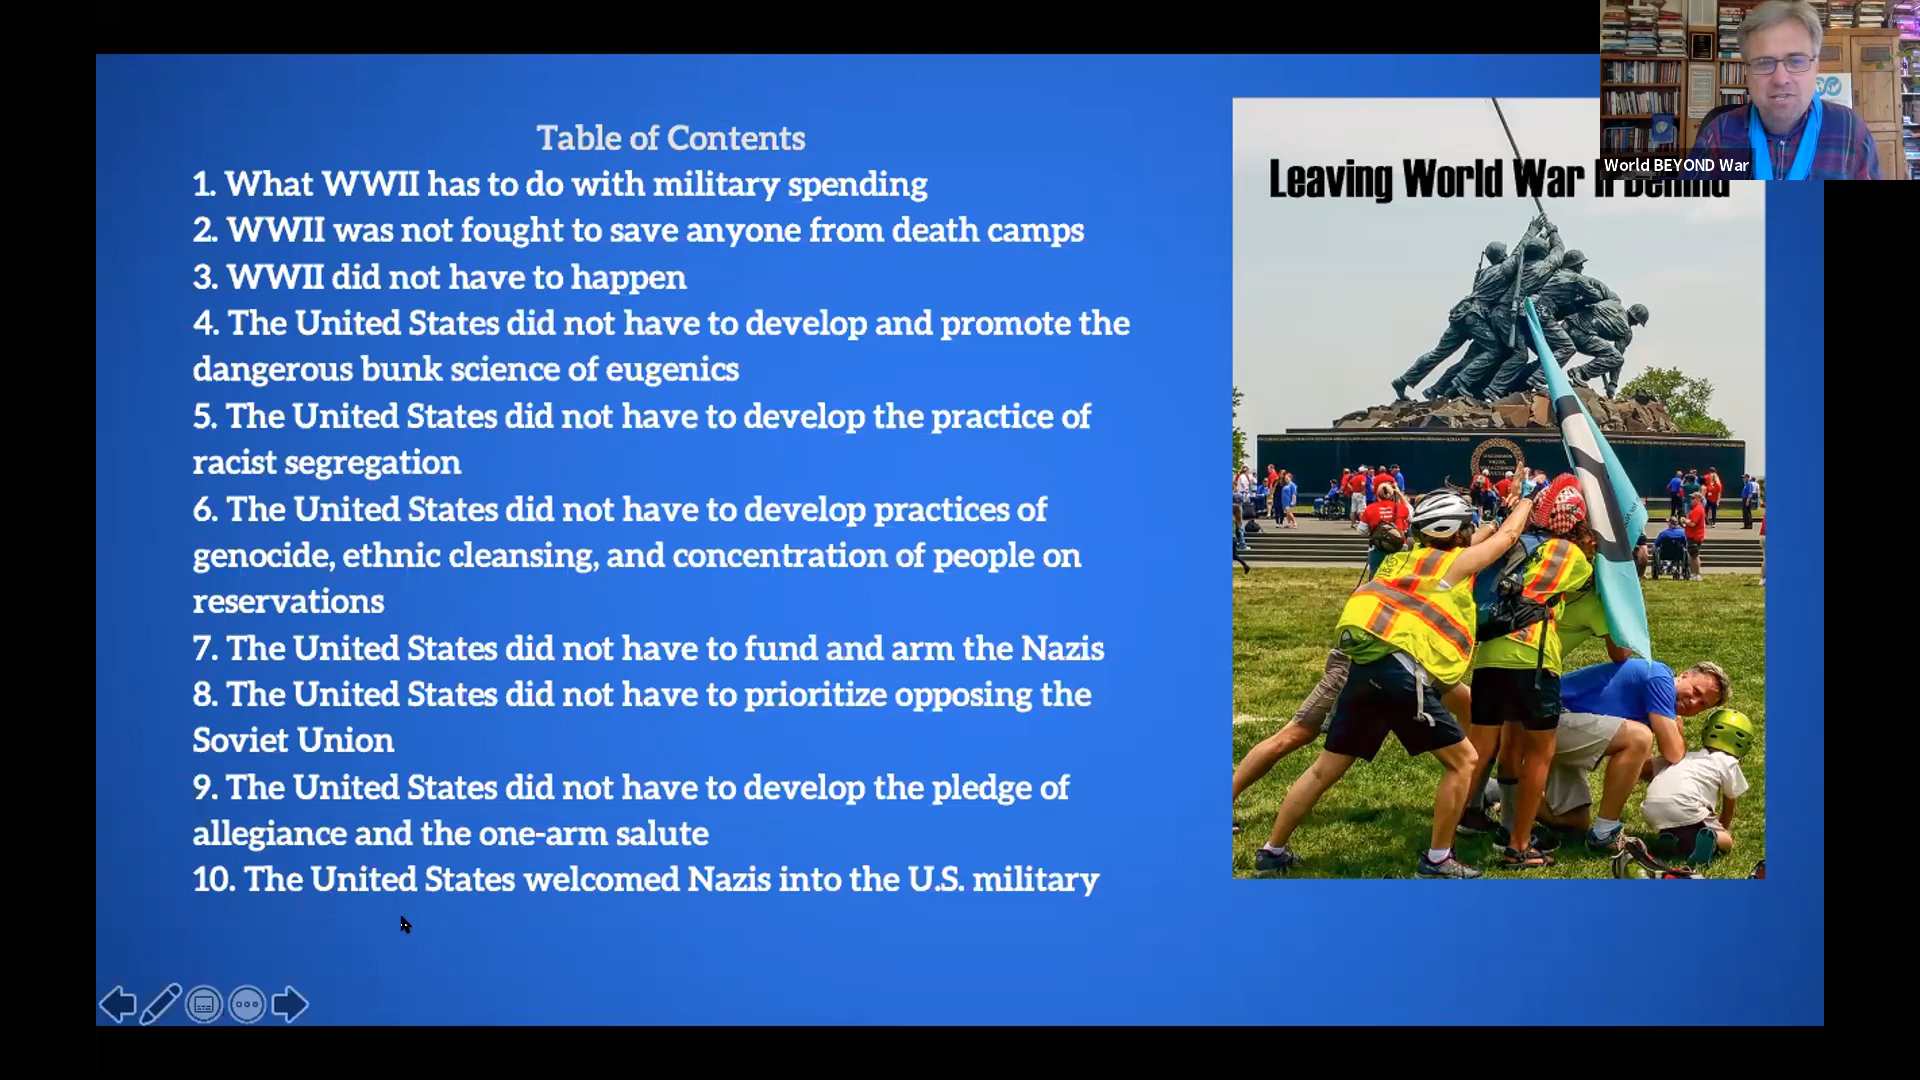 Table of Contents
1. What WWII has to do with military spending
2. WWII was not fought to save anyone from death camps
3. WWII did not have to happen
4. The United States did not have to develop and promote the
dangerous bunk science of eugenics
5. The United States did not have to develop the practice of
racist segregation
6. The United States did not have to develop practices of
genocide, ethnic cleansing, and concentration of people on
reservations
7. The United States did not have to fund and arm the Nazis
8. The United States did not have to prioritize opposing the
Soviet Union
9. The United States did not have to develop the pledge of
allegiance and the one-arm salute
10. The United States welcomed Nazis into the U.S. military
Leaving World War II Behind
World BEYOND War